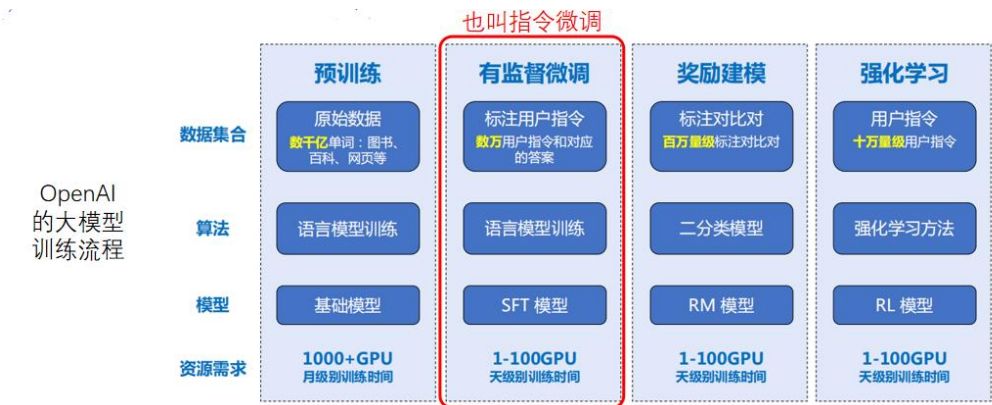 也叫指令微调
预训练
有监督微调
奖励建模
强化学习
数据集合
原始数据
数千亿单词：图书、
百科、网页等
标注用户指令
数万用户指令和对应
的答案
标注对比对
百万量级标注对比对
用户指令
十万量级用户指令
OpenAI
的大模型
训练流程
算法
语言模型训练
语言模型训练
二分类模型
强化学习方法
模型
基础模型
SFT 模型
RM 模型
RL 模型
资源需求
1000+GPU
月级别训练时间
1-100GPU
天级别训练时间
1-100GPU
天级别训练时间
1-100GPU
天级别训练时间